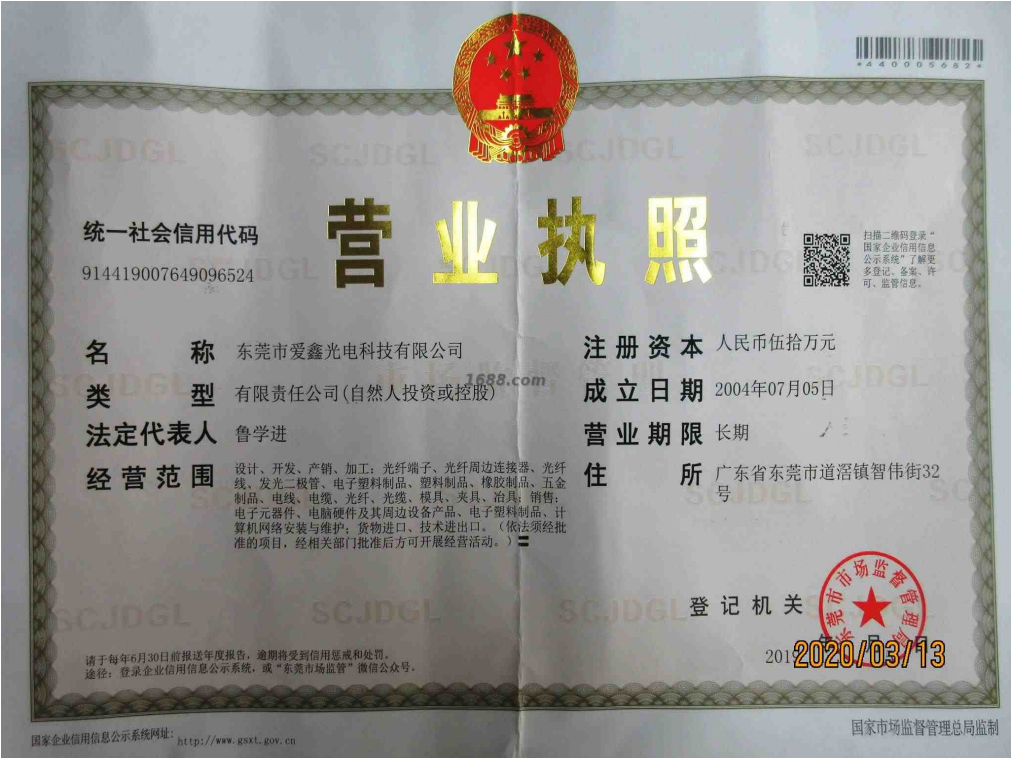 *440005682*
营业执照
统一社会信用代码
914419007649096524
扫描二维码登录“
国家企业信用信息
公示系统”了解更
多登记、备案、许
可、监管信息。
名 称 东莞市爱鑫光电科技有限公司
类 型 有限责任公司(自然人投资或控股)
法定代表人 鲁学进
经营范围 设计、开发、产销、加工：光纤端子、光纤周边连接器、光纤
线、发光二极管、电子塑料制品、塑料制品、橡胶制品、五金
制品、电线、电缆、光纤、光缆、模具、夹具、冶具；销售：
电子元器件、电脑硬件及其周边设备产品、电子塑料制品、计
算机网络安装与维护；货物进口、技术进出口。（依法须经批
准的项目，经相关部门批准后方可开展经营活动。）
注册资本 人民币伍拾万元
成立日期 2004年07月05日
营业期限 长期
住 所 广东省东莞市道滘镇智伟街32
号
1688.com
SCJDGL SCJDGL SCJDGL SCJDGL
登记机关
东莞市市场监督管理局
年 月 日
2020/03/13
请于每年6月30日前报送年度报告，逾期将受到信用惩戒和处罚。
途径：登录企业信用信息公示系统，或“东莞市场监管”微信公众号。
国家企业信用信息公示系统网址: http://www.gsxt.gov.cn
国家市场监督管理总局监制